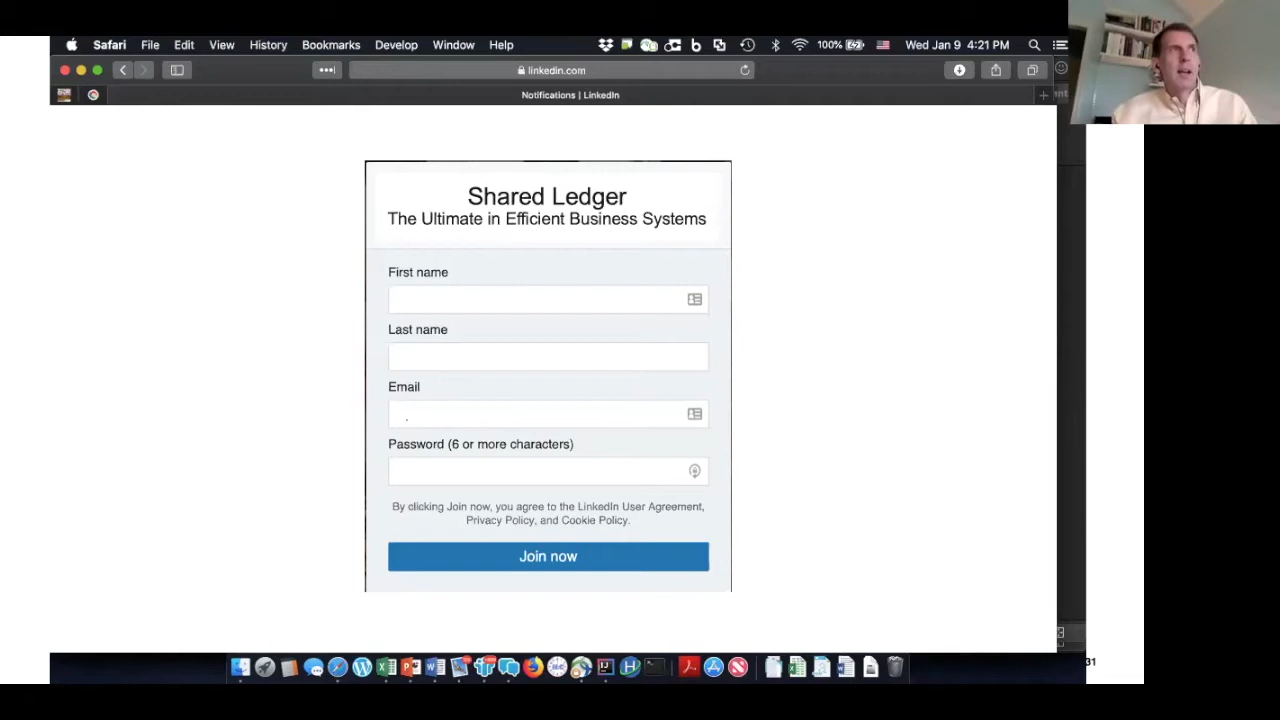 Safari File Edit View History Bookmarks Develop Window Help 100% Wed Jan 9 4:21 PM
linkedin.com
Notifications | LinkedIn
Shared Ledger
The Ultimate in Efficient Business Systems
First name
Last name
Email
.
Password (6 or more characters)
By clicking Join now, you agree to the LinkedIn User Agreement,
Privacy Policy, and Cookie Policy.
Join now
31